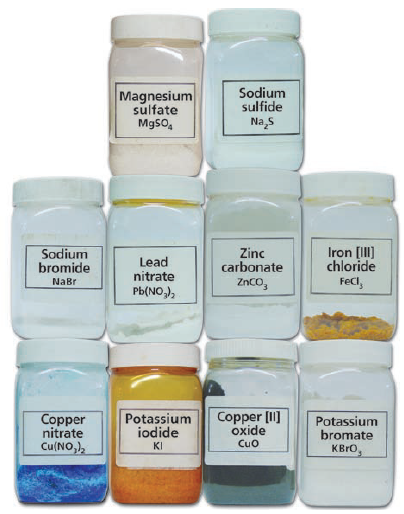 Magnesium
sulfate
MgSO₄
Sodium
sulfide
Na₂S
Sodium
bromide
NaBr
Lead
nitrate
Pb(NO₃)₂
Zinc
carbonate
ZnCO₃
Iron [III]
chloride
FeCl₃
Copper
nitrate
Cu(NO₃)₂
Potassium
iodide
KI
Copper [II]
oxide
CuO
Potassium
bromate
KBrO₃